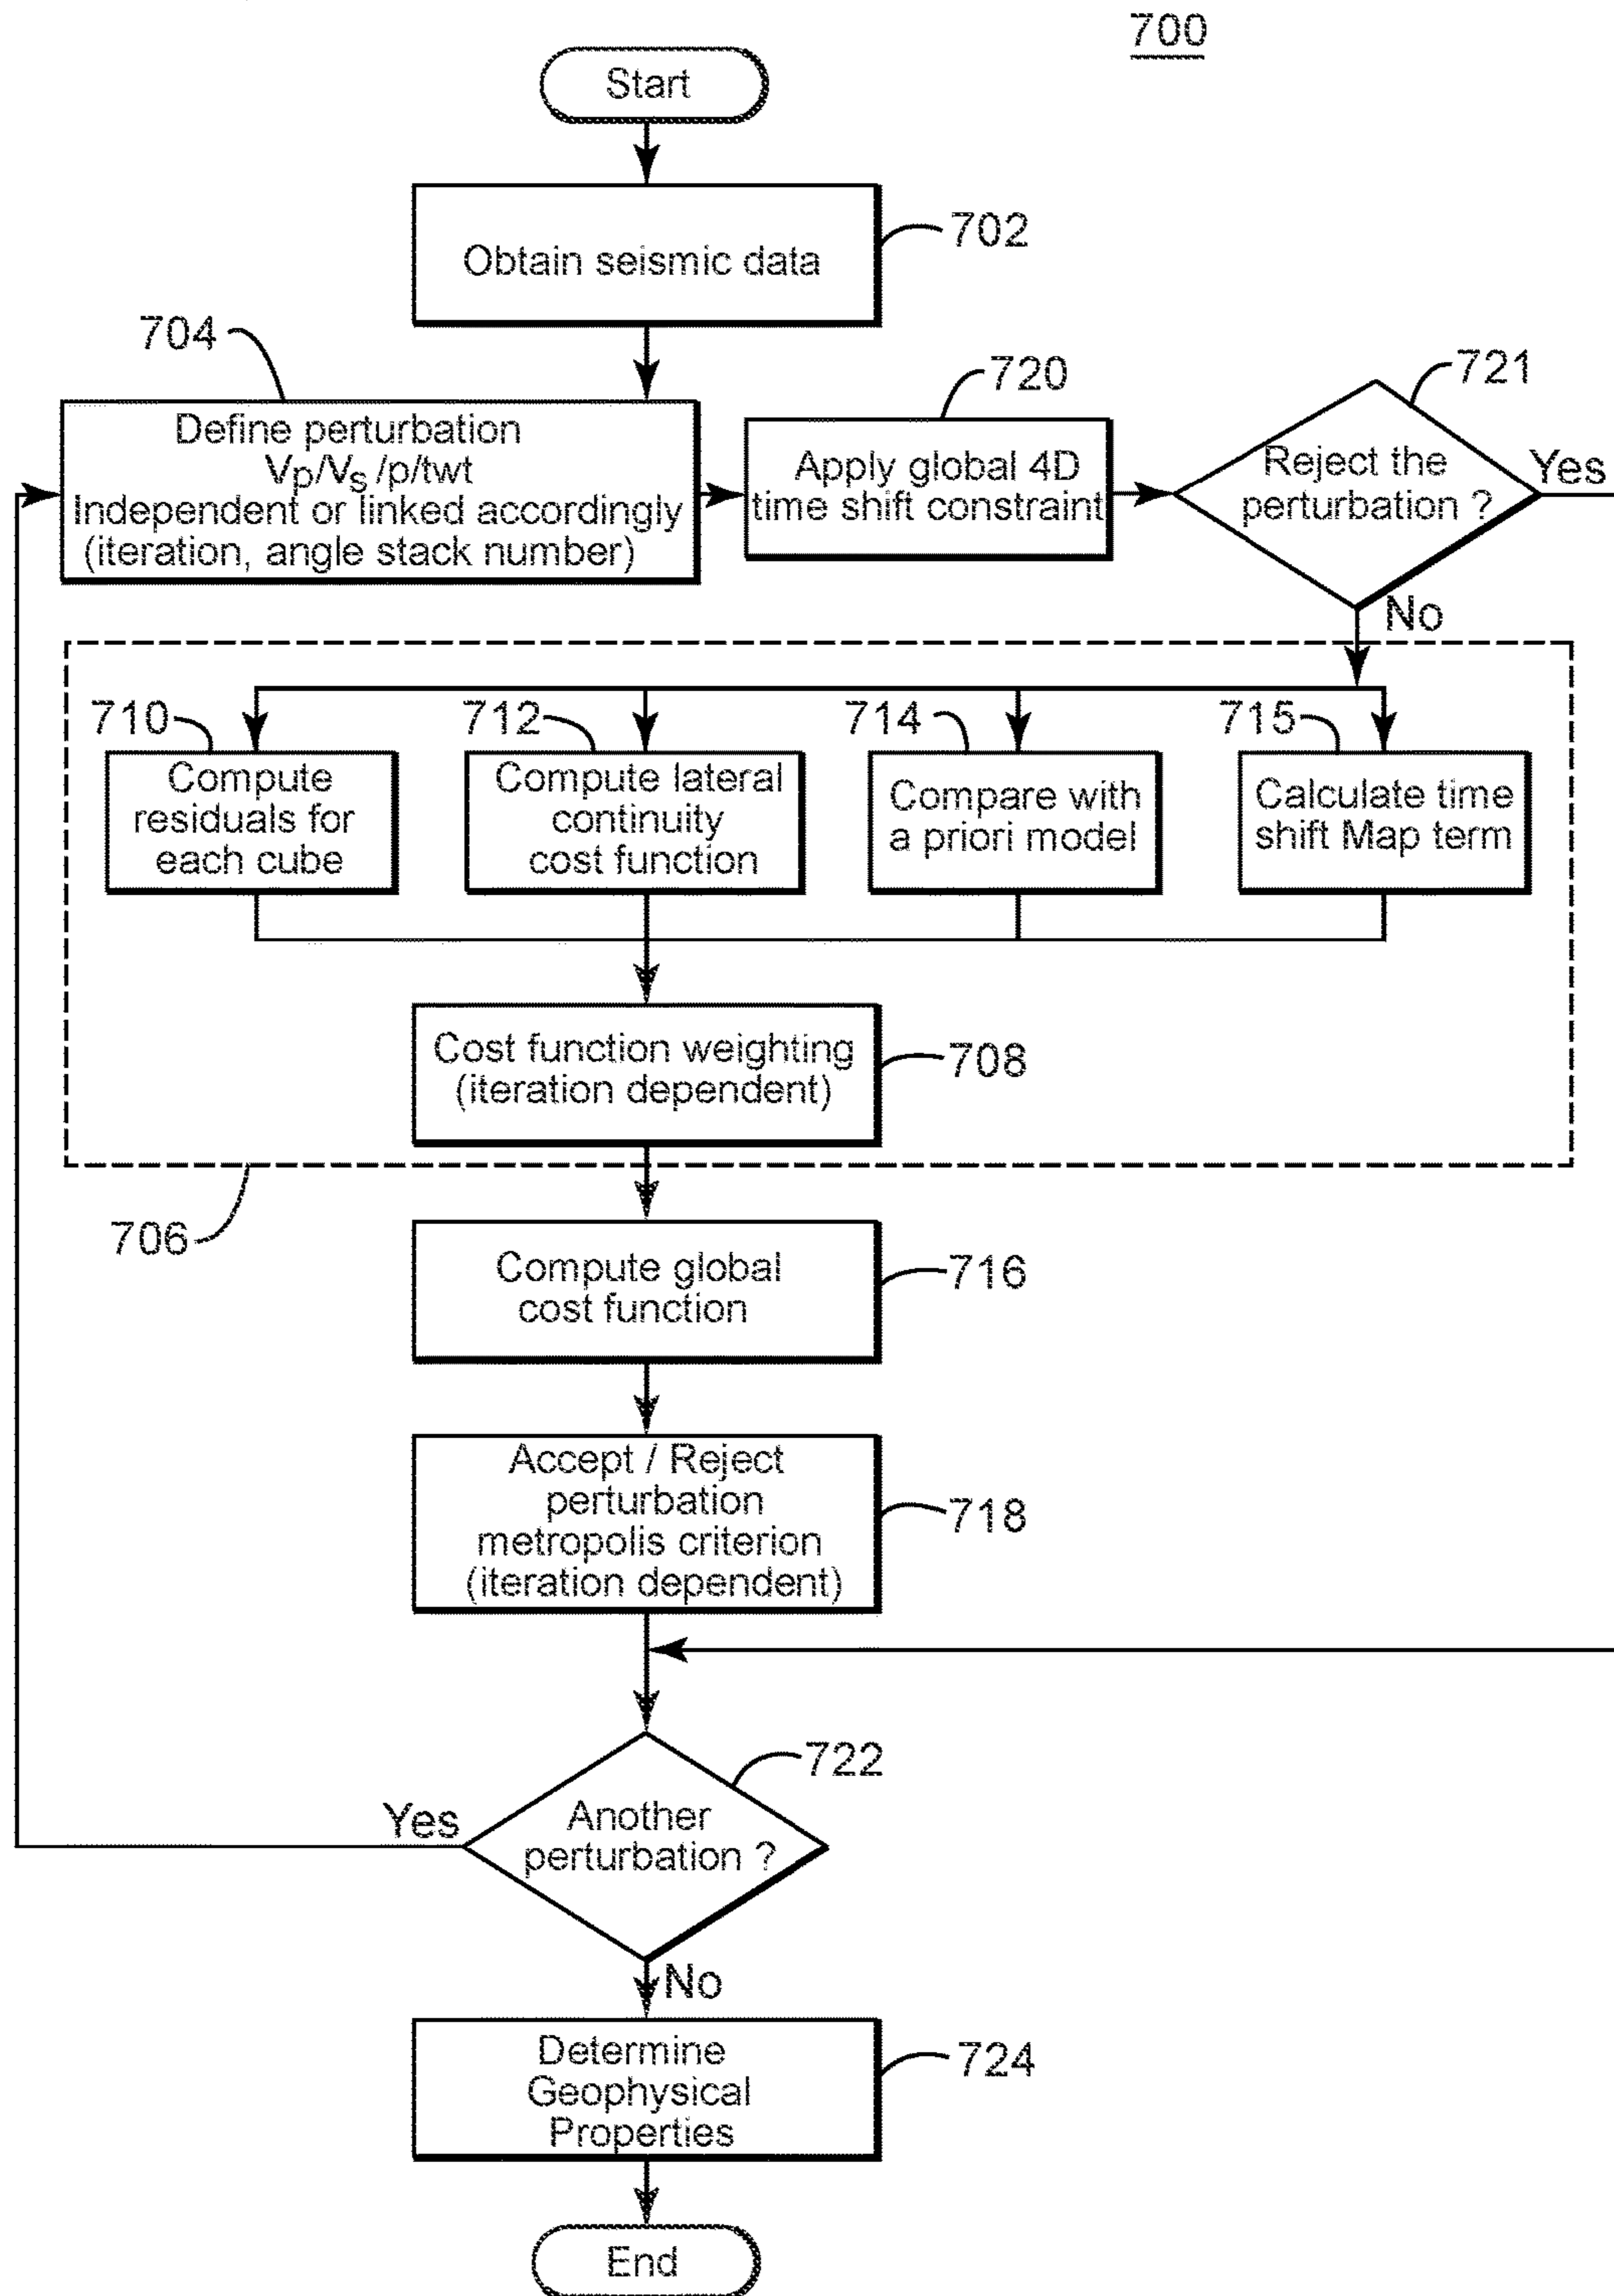 700
Start
Obtain seismic data
702
704
Define perturbation
Vp/Vs /p/twt
Independent or linked accordingly
(iteration, angle stack number)
720
Apply global 4D
time shift constraint
721
Reject the
perturbation ?
Yes
No
710
Compute
residuals for
each cube
712
Compute lateral
continuity
cost function
714
Compare with
a priori model
715
Calculate time
shift Map term
Cost function weighting
(iteration dependent)
708
706
Compute global
cost function
716
Accept / Reject
perturbation
metropolis criterion
(iteration dependent)
718
722
Another
perturbation ?
Yes
No
Determine
Geophysical
Properties
724
End